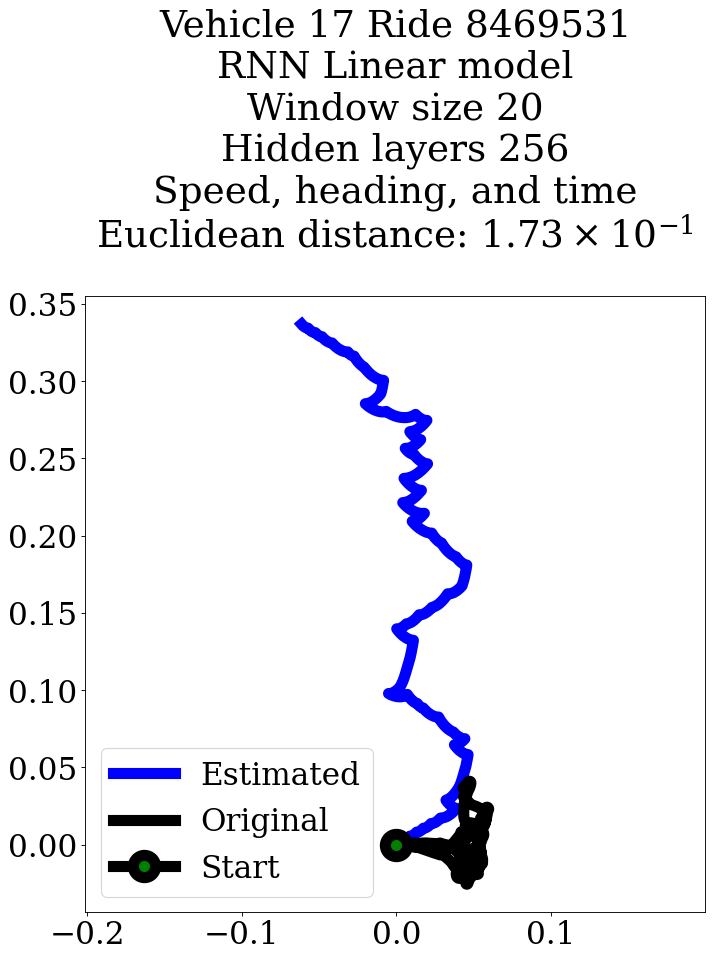 Vehicle 17 Ride 8469531
RNN Linear model
Window size 20
Hidden layers 256
Speed, heading, and time
Euclidean distance: 1.73 × 10⁻¹
0.35
0.30
0.25
0.20
0.15
0.10
0.05
0.00
Estimated
Original
Start
−0.2
−0.1
0.0
0.1